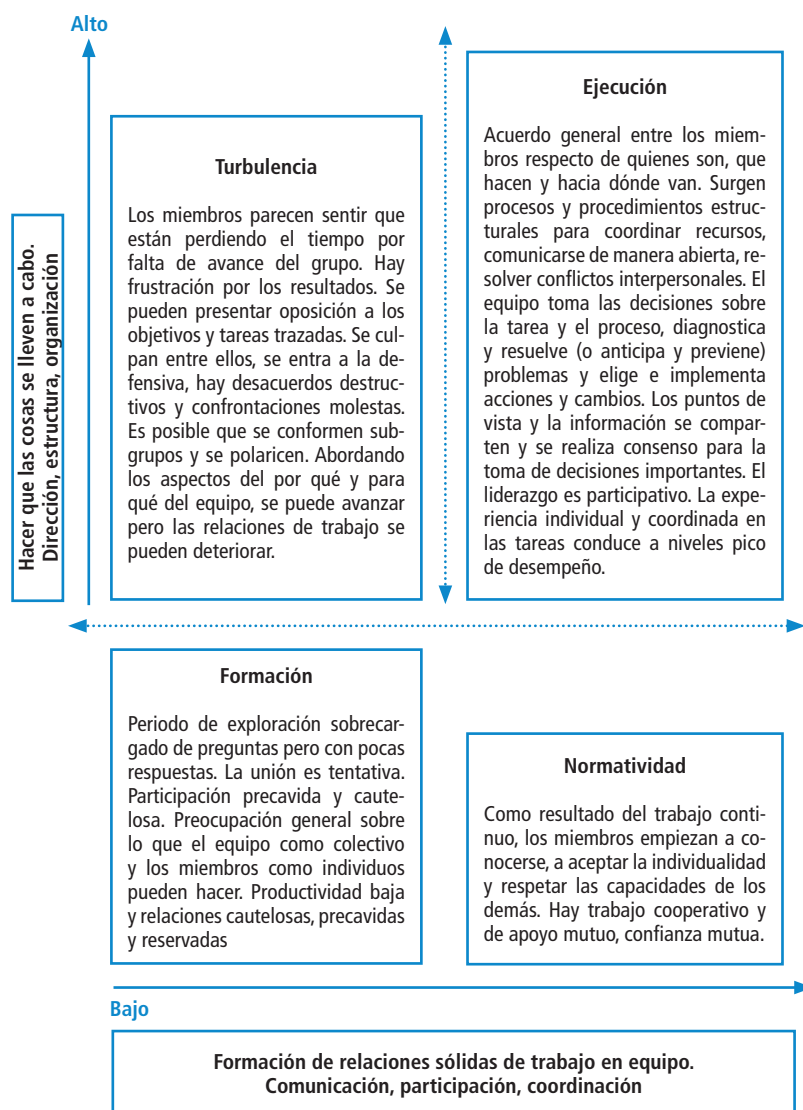 Alto
Hacer que las cosas se lleven a cabo.
Dirección, estructura, organización
Turbulencia
Los miembros parecen sentir que
están perdiendo el tiempo por
falta de avance del grupo. Hay
frustración por los resultados. Se
pueden presentar oposición a los
objetivos y tareas trazadas. Se cul-
pan entre ellos, se entra a la de-
fensiva, hay desacuerdos destruc-
tivos y confrontaciones molestas.
Es posible que se conformen sub-
grupos y se polaricen. Abordando
los aspectos del por qué y para
qué del equipo, se puede avanzar
pero las relaciones de trabajo se
pueden deteriorar.
Ejecución
Acuerdo general entre los miem-
bros respecto de quienes son, que
hacen y hacia dónde van. Surgen
procesos y procedimientos estruc-
turales para coordinar recursos,
comunicarse de manera abierta, re-
solver conflictos interpersonales. El
equipo toma las decisiones sobre
la tarea y el proceso, diagnostica
y resuelve (o anticipa y previene)
problemas y elige e implementa
acciones y cambios. Los puntos de
vista y la información se compar-
ten y se realiza consenso para la
toma de decisiones importantes. El
liderazgo es participativo. La expe-
riencia individual y coordinada en
las tareas conduce a niveles pico
de desempeño.
Formación
Periodo de exploración sobrecar-
gado de preguntas pero con pocas
respuestas. La unión es tentativa.
Participación precavida y caute-
losa. Preocupación general sobre
lo que el equipo como colectivo
y los miembros como individuos
pueden hacer. Productividad baja
y relaciones cautelosas, precavidas
y reservadas
Normatividad
Como resultado del trabajo conti-
nuo, los miembros empiezan a co-
nocerse, a aceptar la individualidad
y respetar las capacidades de los
demás. Hay trabajo cooperativo y
de apoyo mutuo, confianza mutua.
Bajo
Formación de relaciones sólidas de trabajo en equipo.
Comunicación, participación, coordinación